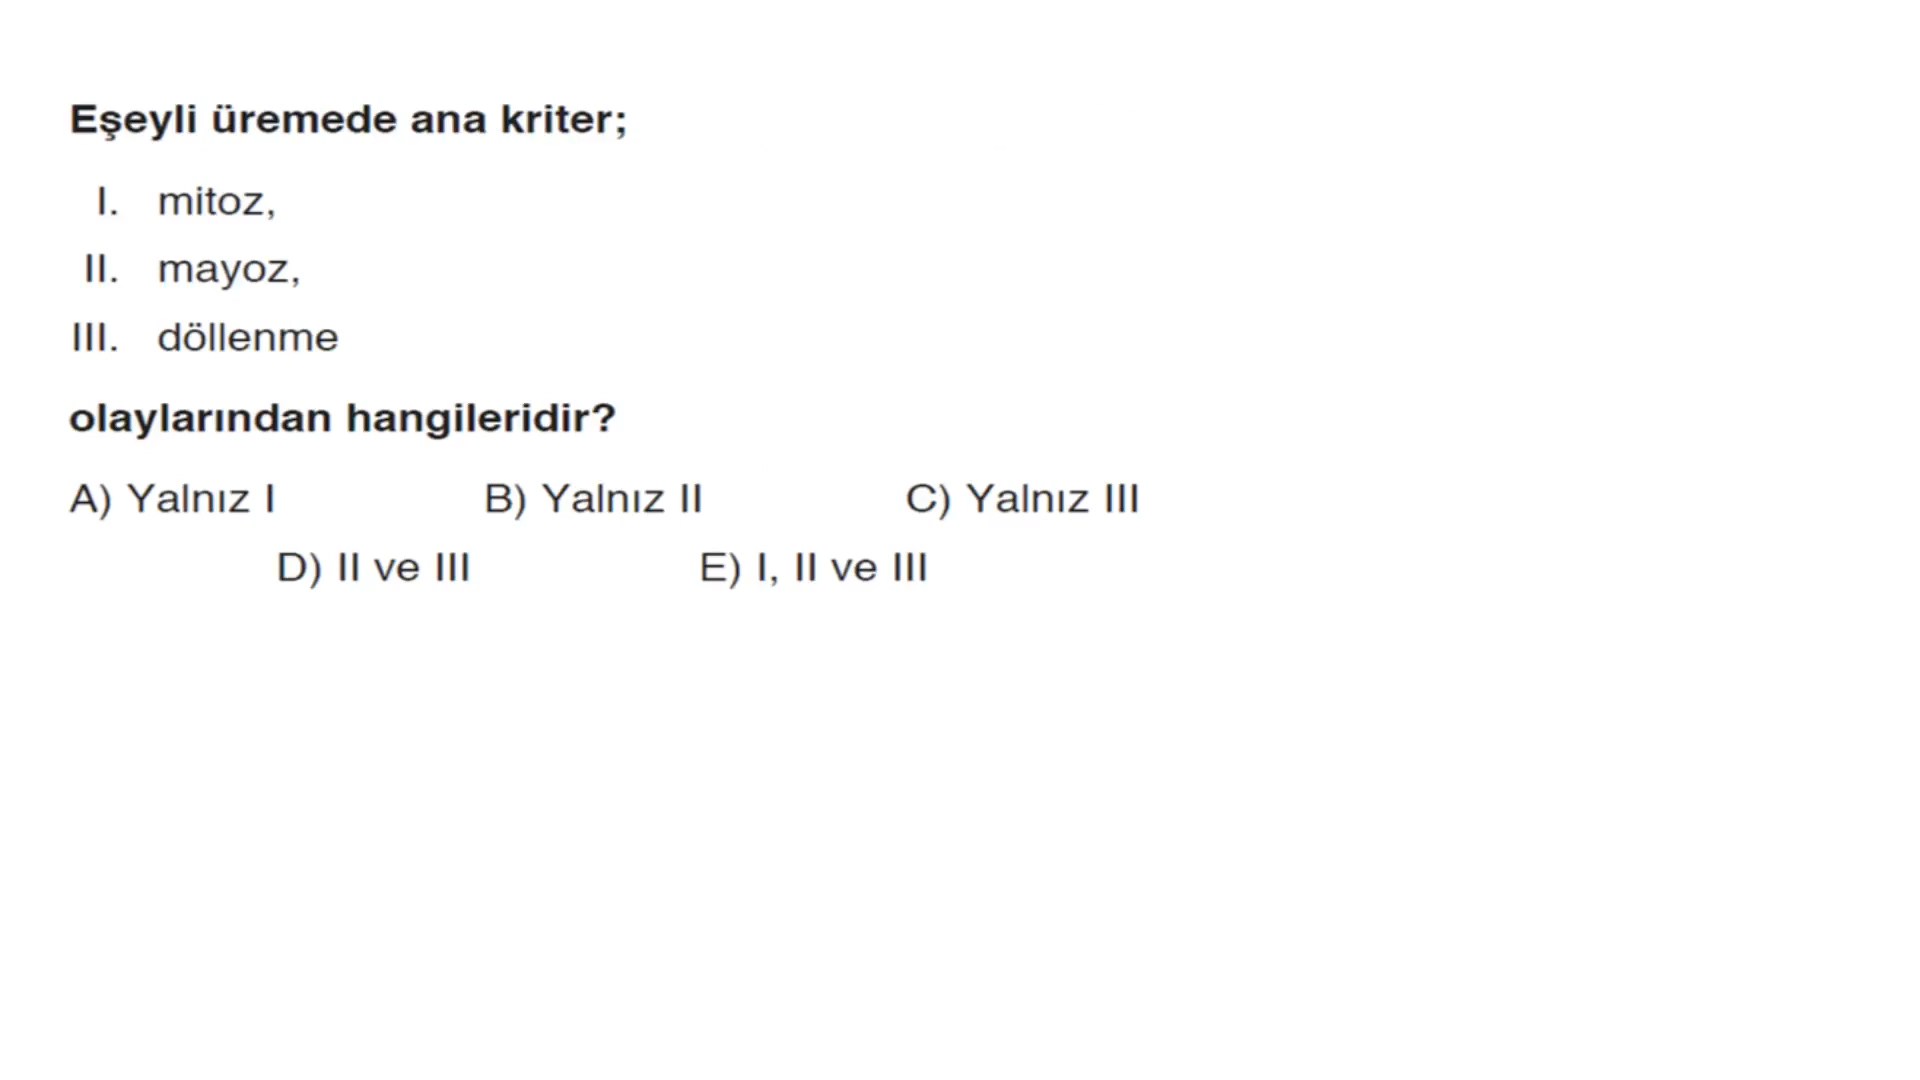 Eşeyli üremede ana kriter;
I. mitoz,
II. mayoz,
III. döllenme
olaylarından hangileridir?
A) Yalnız I B) Yalnız II C) Yalnız III
D) II ve III E) I, II ve III